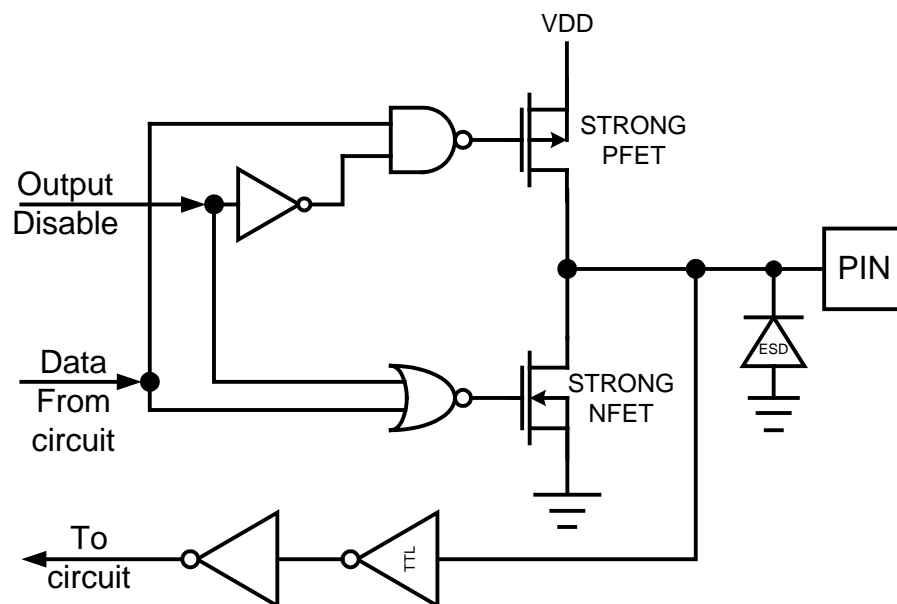 VDD
STRONG
PFET
Output
Disable
PIN
ESD
Data
From
circuit
STRONG
NFET
To
circuit
TTL